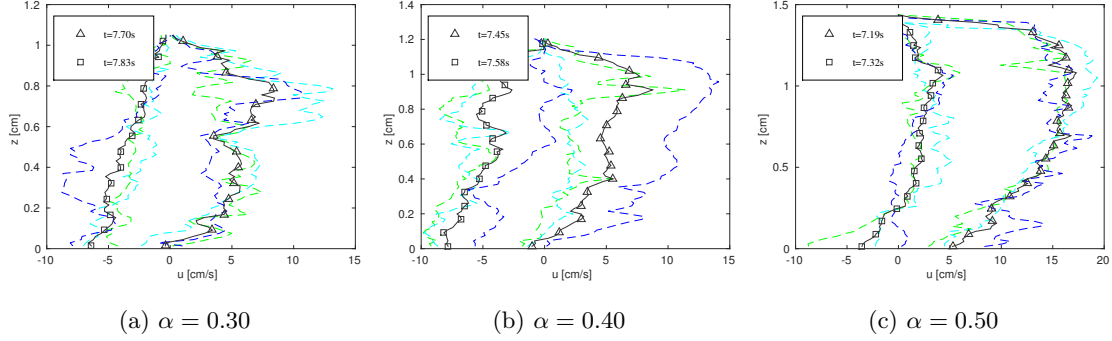 1.2
1
0.8
0.6
0.4
0.2
0
z [cm]
t=7.70s
t=7.83s
-10
-5
0
5
10
15
u [cm/s]
1.4
1.2
1
0.8
0.6
0.4
0.2
0
z [cm]
t=7.45s
t=7.58s
-10
-5
0
5
10
15
u [cm/s]
1.5
1
0.5
0
z [cm]
t=7.19s
t=7.32s
-10
-5
0
5
10
15
20
u [cm/s]
(a) α = 0.30
(b) α = 0.40
(c) α = 0.50